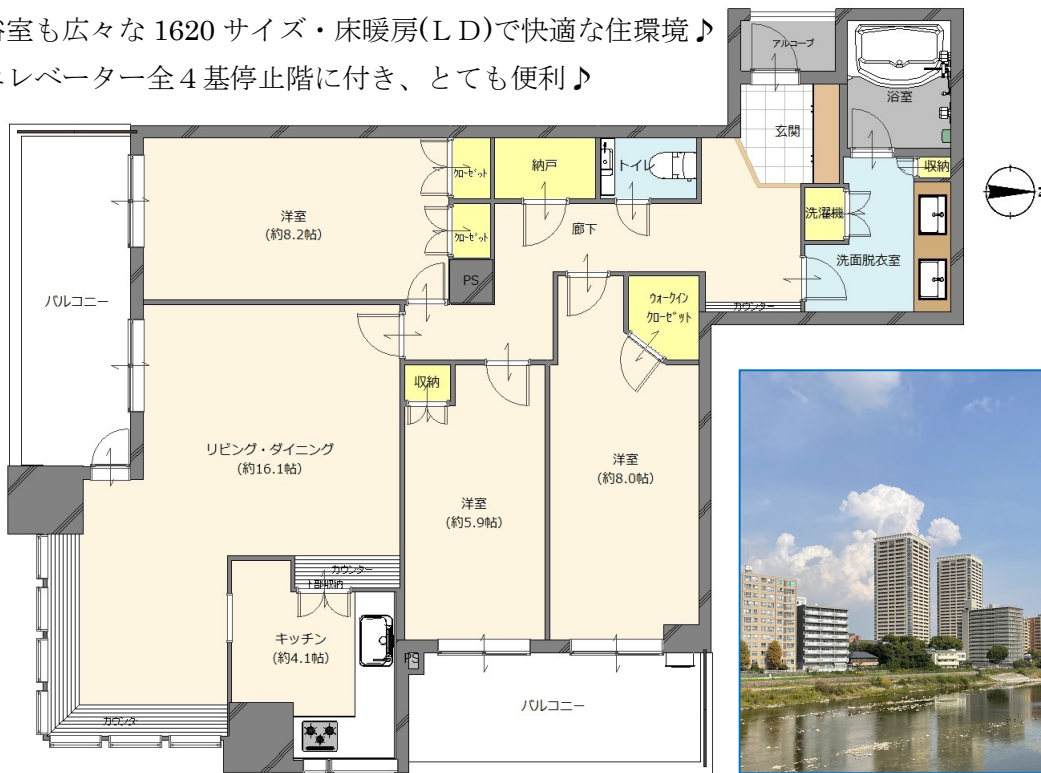 室も広々な1620サイズ・床暖房(ＬＤ)で快適な住環境♪
レベーター全４基停止階に付き、とても便利♪
アルコーブ
浴室
玄関
収納
クローゼット
納戸
トイレ
洗濯機
洋室
(約8.2帖)
クローゼット
廊下
洗面脱衣室
PS
バルコニー
ウォークイン
クローゼット
カウンター
収納
リビング・ダイニング
(約16.1帖)
洋室
(約8.0帖)
洋室
(約5.9帖)
カウンター
下部収納
キッチン
(約4.1帖)
PS
バルコニー
カウンター